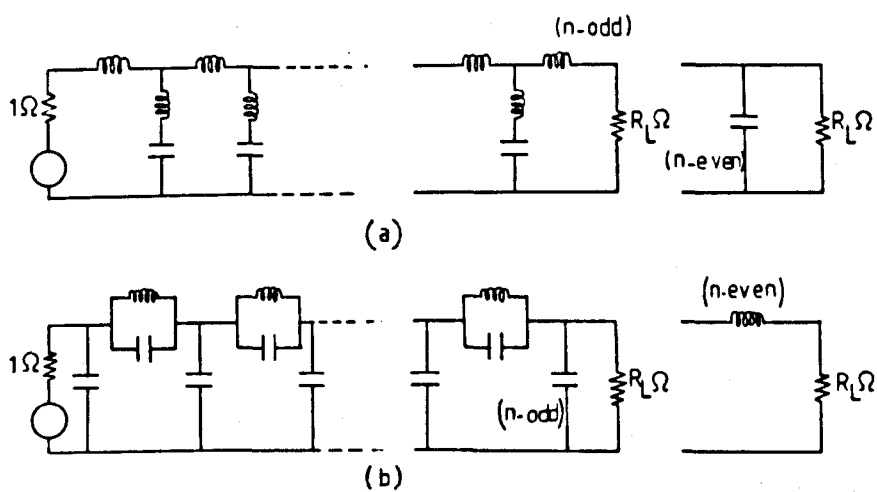 (n-odd)
1Ω
R_LΩ
R_LΩ
(n-even)
(a)
(n-even)
1Ω
R_LΩ
R_LΩ
(n-odd)
(b)